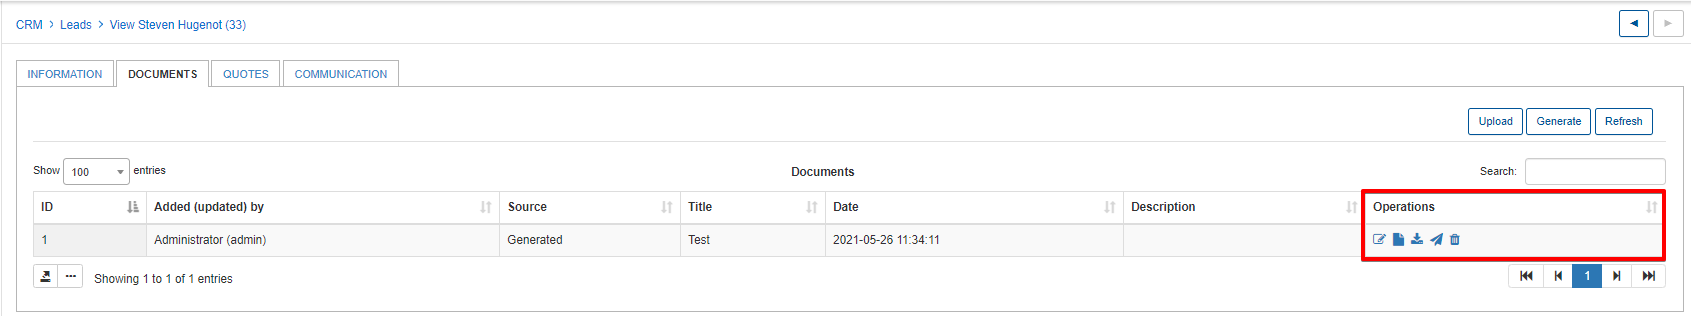 CRM > Leads > View Steven Hugenot (33)
INFORMATION DOCUMENTS QUOTES COMMUNICATION
Upload Generate Refresh
Show 100 entries Documents Search:
ID Added (updated) by Source Title Date Description Operations
1 Administrator (admin) Generated Test 2021-05-26 11:34:11
Showing 1 to 1 of 1 entries 1